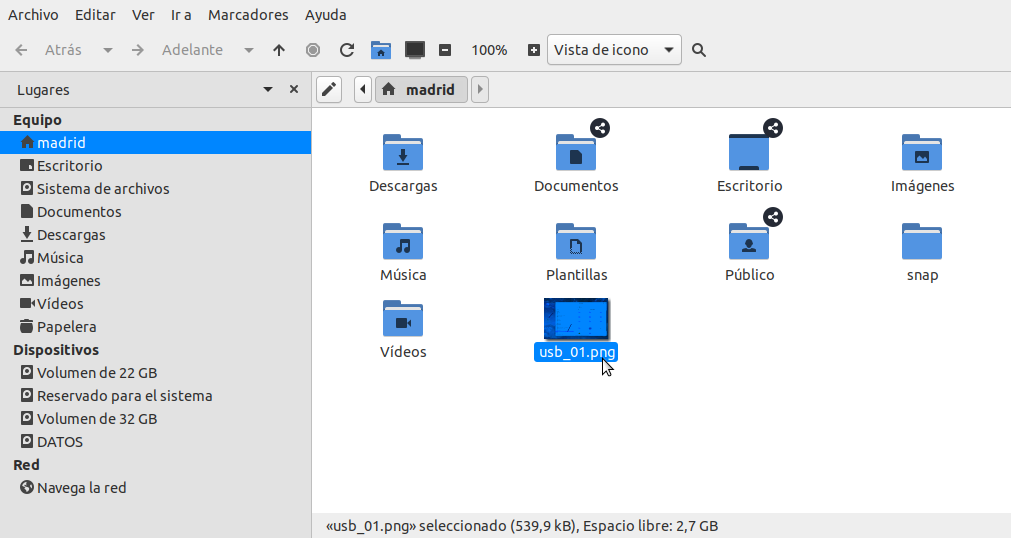 Archivo Editar Ver Ir a Marcadores Ayuda
Atrás Adelante 100% Vista de icono
Lugares
madrid
Equipo
madrid
Escritorio
Sistema de archivos
Documentos
Descargas
Música
Imágenes
Vídeos
Papelera
Dispositivos
Volumen de 22 GB
Reservado para el sistema
Volumen de 32 GB
DATOS
Red
Navega la red
Descargas Documentos Escritorio Imágenes
Música Plantillas Público snap
Vídeos usb_01.png
«usb_01.png» seleccionado (539,9 kB), Espacio libre: 2,7 GB